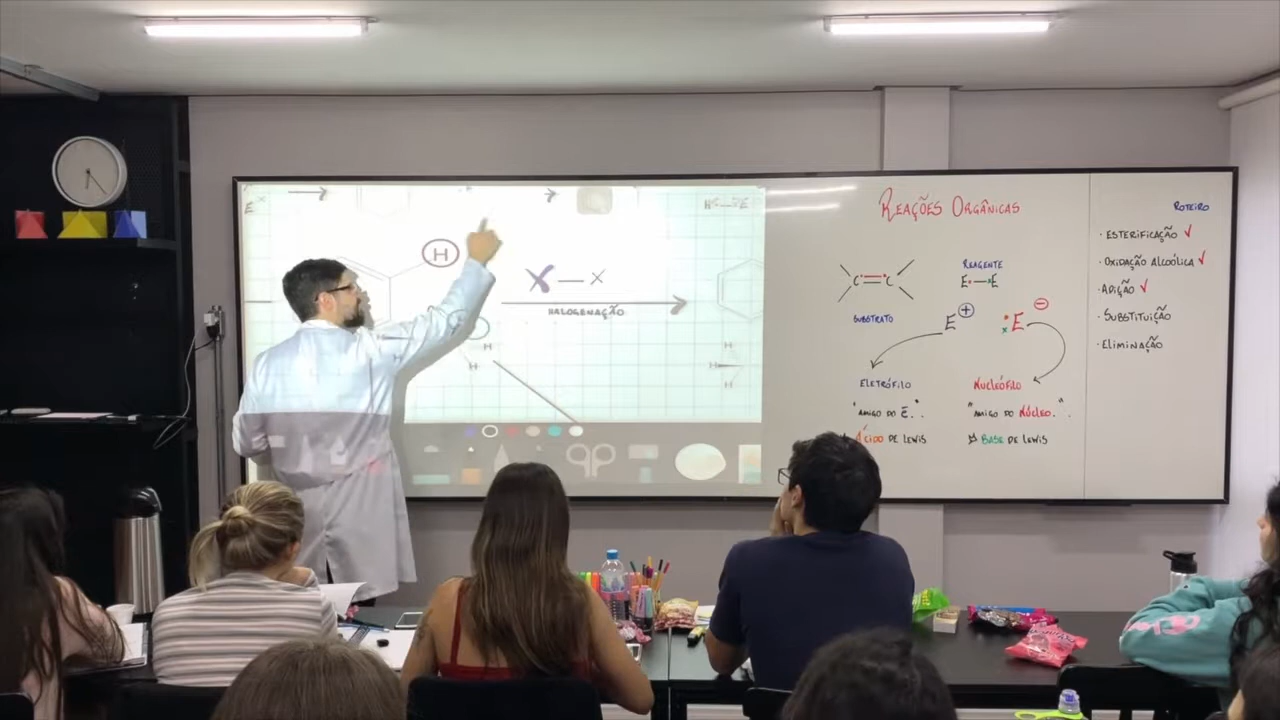 H
X — X
HALOGENAÇÃO
H
H
H
H
REAÇÕES ORGÂNICAS
C = C
SUBSTRATO
REAGENTE
E — E
E +
E −
ELETRÓFILO
"AMIGO DO E."
ÁCIDO DE LEWIS
NUCLEÓFILO
"AMIGO DO NÚCLEO."
BASE DE LEWIS
ROTEIRO
· ESTERIFICAÇÃO ✓
· OXIDAÇÃO ALCOÓLICA ✓
· ADIÇÃO ✓
· SUBSTITUIÇÃO
· ELIMINAÇÃO